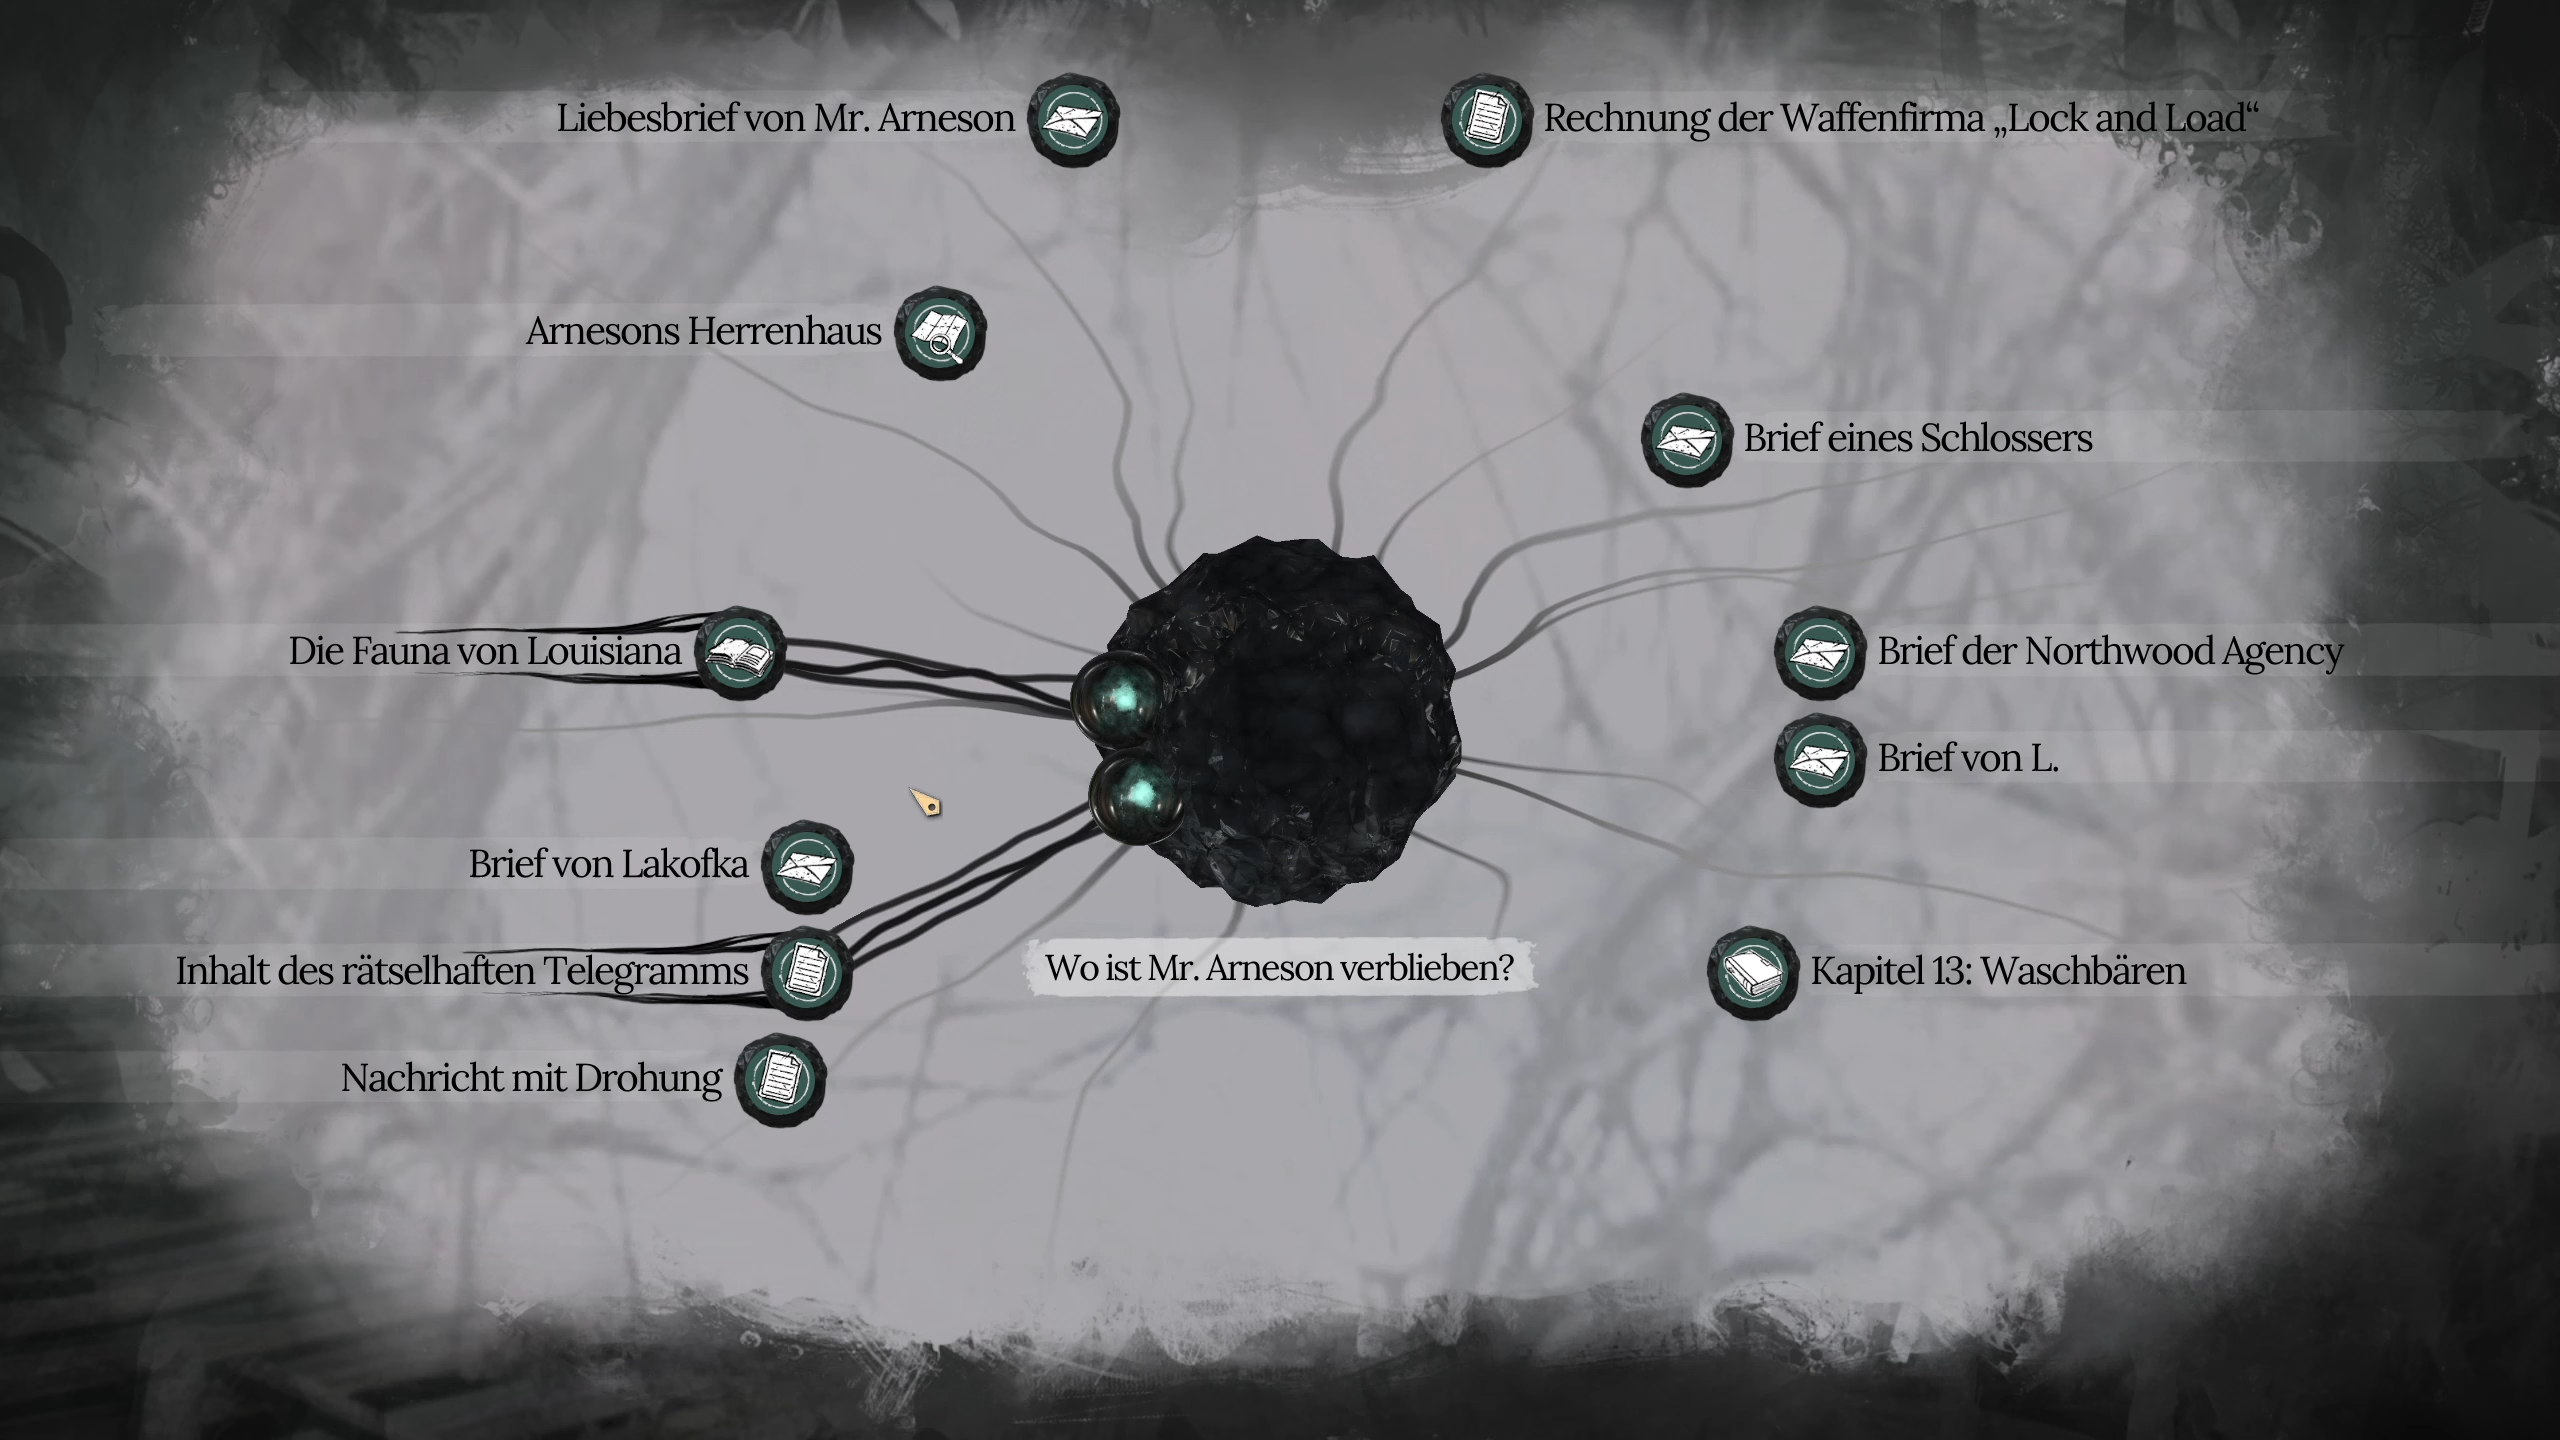 Liebesbrief von Mr. Arneson
Rechnung der Waffenfirma „Lock and Load“
Arnesons Herrenhaus
Brief eines Schlossers
Die Fauna von Louisiana
Brief der Northwood Agency
Brief von L.
Brief von Lakofka
Inhalt des rätselhaften Telegramms
Wo ist Mr. Arneson verblieben?
Kapitel 13: Waschbären
Nachricht mit Drohung